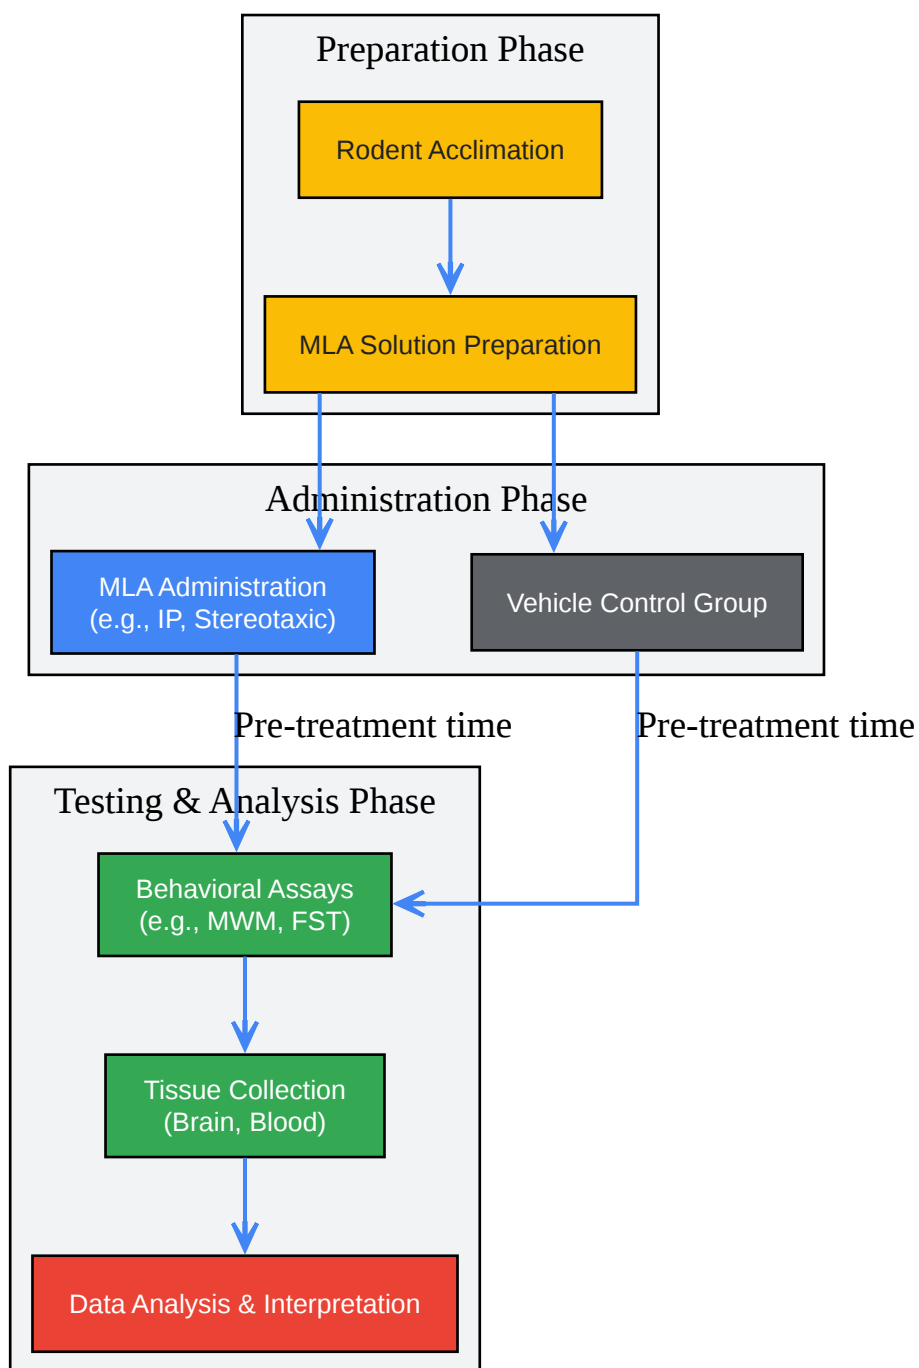 Preparation Phase
Rodent Acclimation
MLA Solution Preparation
Administration Phase
MLA Administration
(e.g., IP, Stereotaxic)
Vehicle Control Group
Pre-treatment time
Pre-treatment time
Testing & Analysis Phase
Behavioral Assays
(e.g., MWM, FST)
Tissue Collection
(Brain, Blood)
Data Analysis & Interpretation